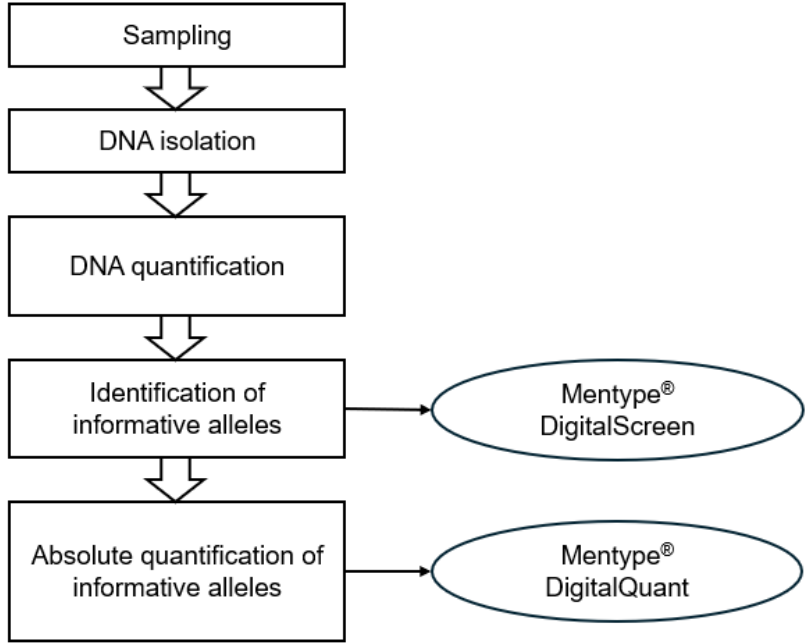 Sampling
DNA isolation
DNA quantification
Identification of
informative alleles
Mentype®
DigitalScreen
Absolute quantification of
informative alleles
Mentype®
DigitalQuant